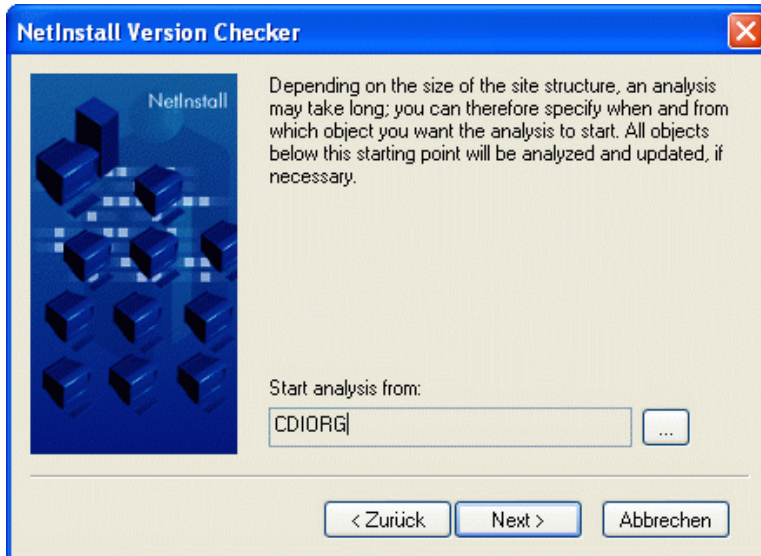 NetInstall Version Checker
NetInstall
Depending on the size of the site structure, an analysis
may take long; you can therefore specify when and from
which object you want the analysis to start. All objects
below this starting point will be analyzed and updated, if
necessary.
Start analysis from:
CDIORG
...
< Zurück
Next >
Abbrechen